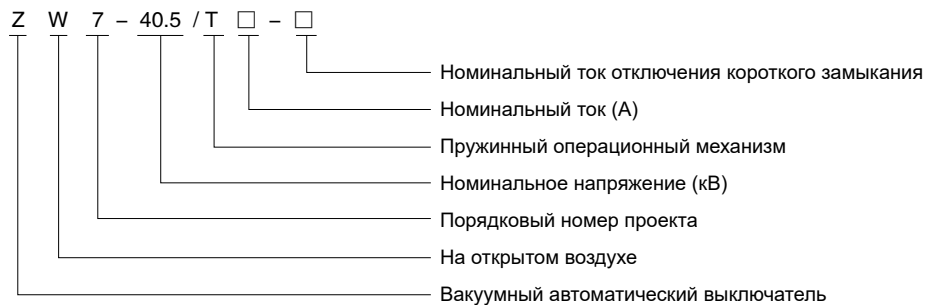 Z W 7 – 40.5 / T □ – □
Номинальный ток отключения короткого замыкания
Номинальный ток (А)
Пружинный операционный механизм
Номинальное напряжение (кВ)
Порядковый номер проекта
На открытом воздухе
Вакуумный автоматический выключатель